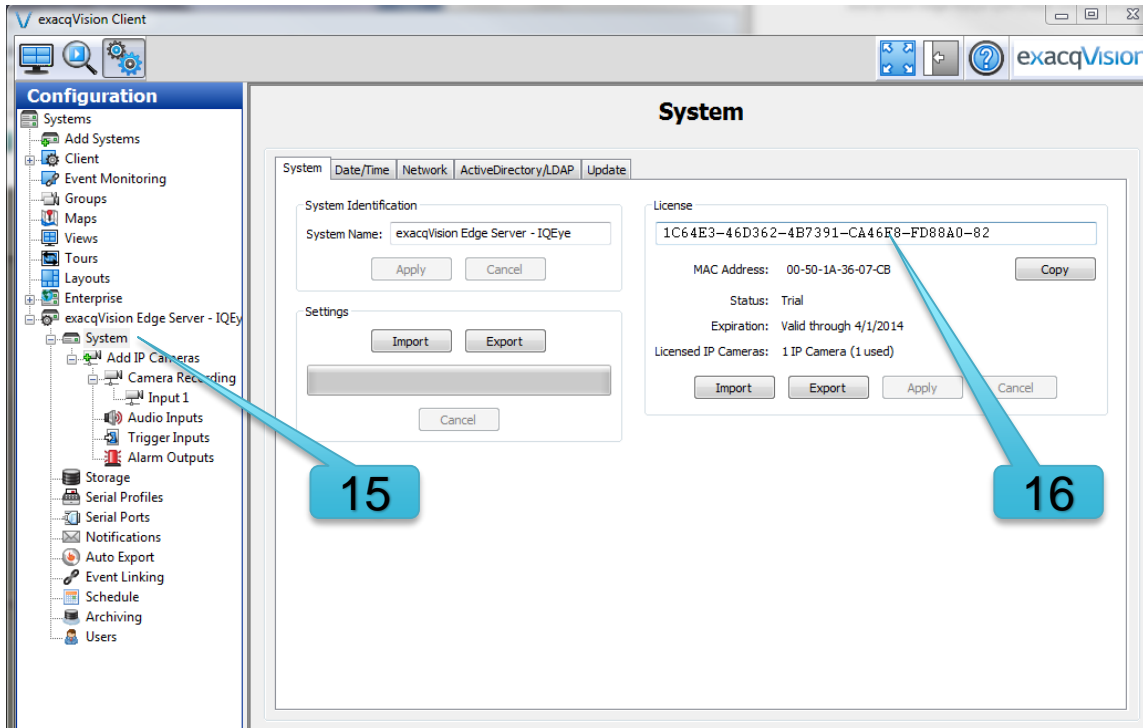 exacqVision Client
exacqVision
Configuration
Systems
Add Systems
Client
Event Monitoring
Groups
Maps
Views
Tours
Layouts
Enterprise
exacqVision Edge Server - IQEy
System
Add IP Cameras
Camera Recording
Input 1
Audio Inputs
Trigger Inputs
Alarm Outputs
Storage
Serial Profiles
Serial Ports
Notifications
Auto Export
Event Linking
Schedule
Archiving
Users
System
System Date/Time Network ActiveDirectory/LDAP Update
System Identification
System Name: exacqVision Edge Server - IQEye
Apply Cancel
Settings
Import Export
Cancel
License
1C64E3-46D362-4B7391-CA46F8-FD88A0-82
MAC Address: 00-50-1A-36-07-CB Copy
Status: Trial
Expiration: Valid through 4/1/2014
Licensed IP Cameras: 1 IP Camera (1 used)
Import Export Apply Cancel
15
16